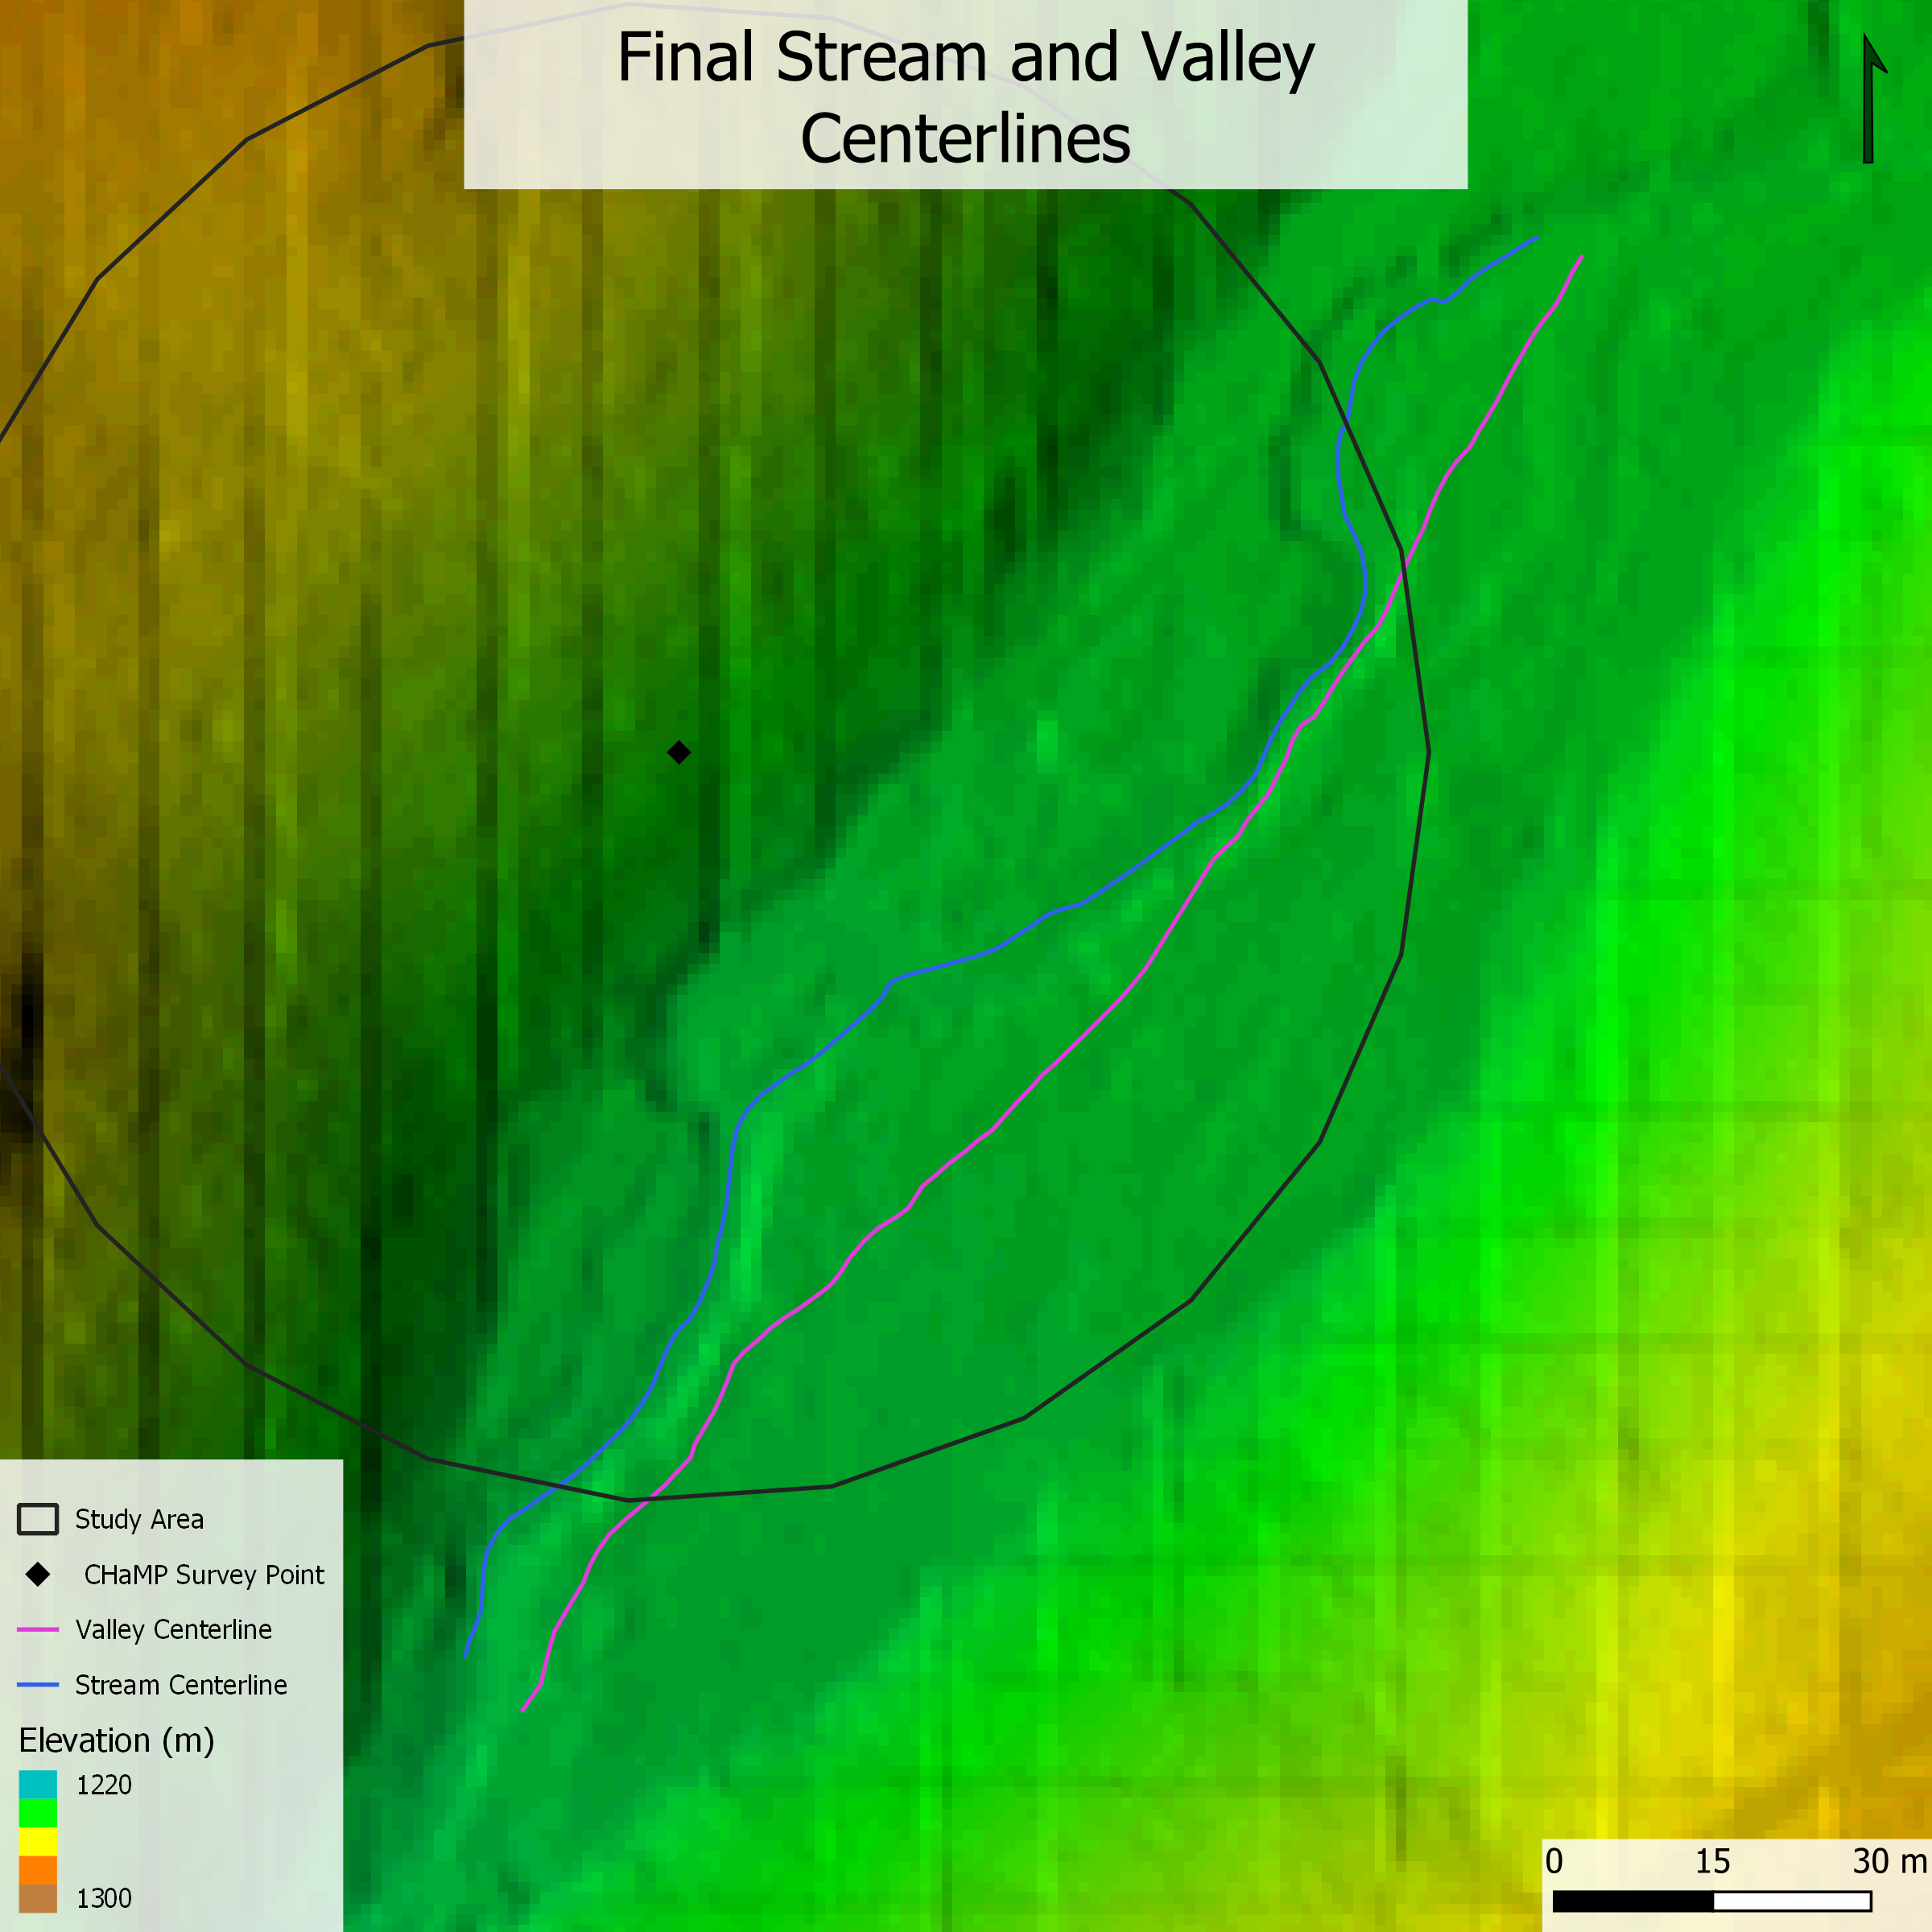 Final Stream and Valley
Centerlines
Study Area
CHaMP Survey Point
Valley Centerline
Stream Centerline
Elevation (m)
1220
1300
0 15 30 m